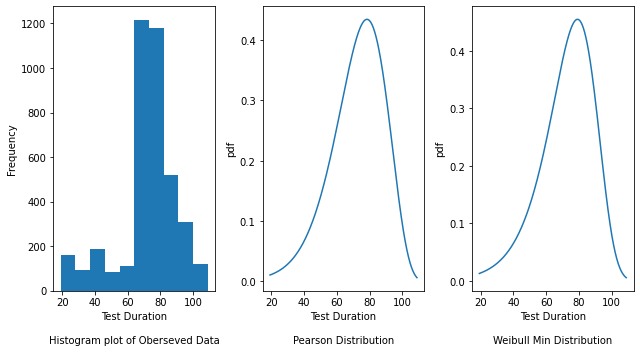 1200
1000
800
600
400
200
0
Frequency
20 40 60 80 100
Test Duration
Histogram plot of Oberseved Data
0.4
0.3
0.2
0.1
0.0
pdf
20 40 60 80 100
Test Duration
Pearson Distribution
0.4
0.3
0.2
0.1
0.0
pdf
20 40 60 80 100
Test Duration
Weibull Min Distribution